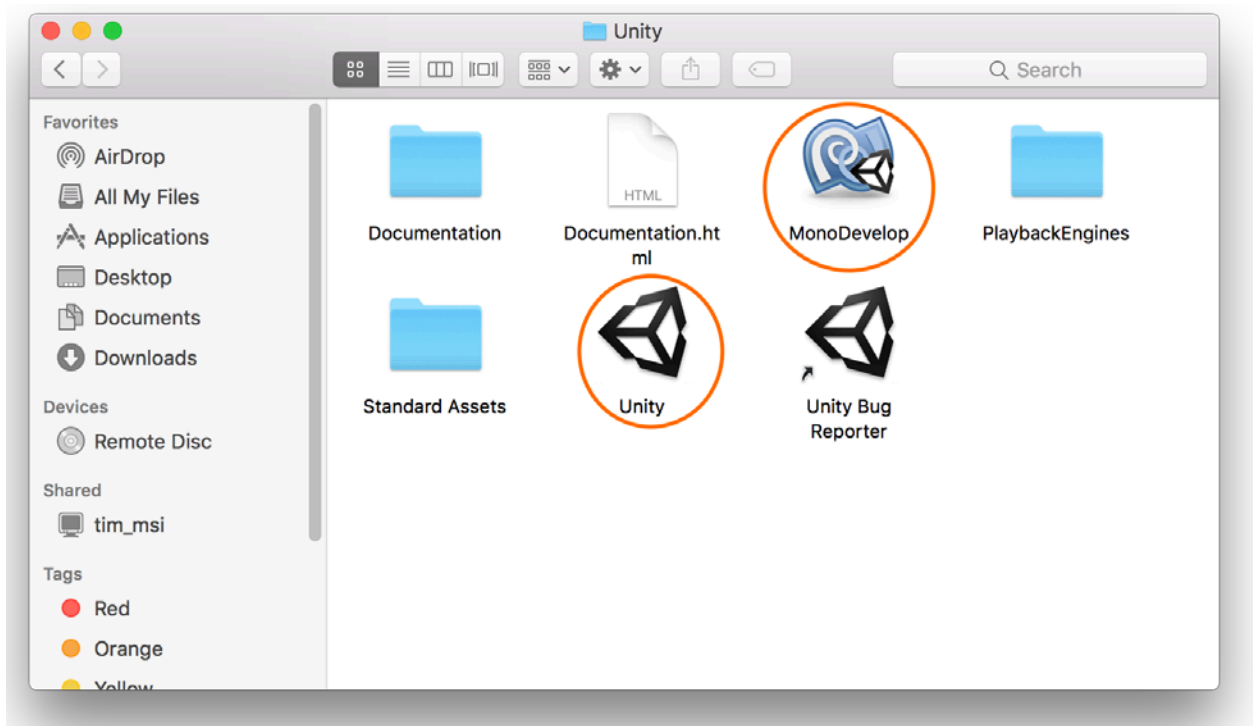 Unity
Search
Favorites
AirDrop
All My Files
Applications
Desktop
Documents
Downloads
Devices
Remote Disc
Shared
tim_msi
Tags
Red
Orange
Yellow
HTML
Documentation
Documentation.ht
ml
MonoDevelop
PlaybackEngines
Standard Assets
Unity
Unity Bug
Reporter